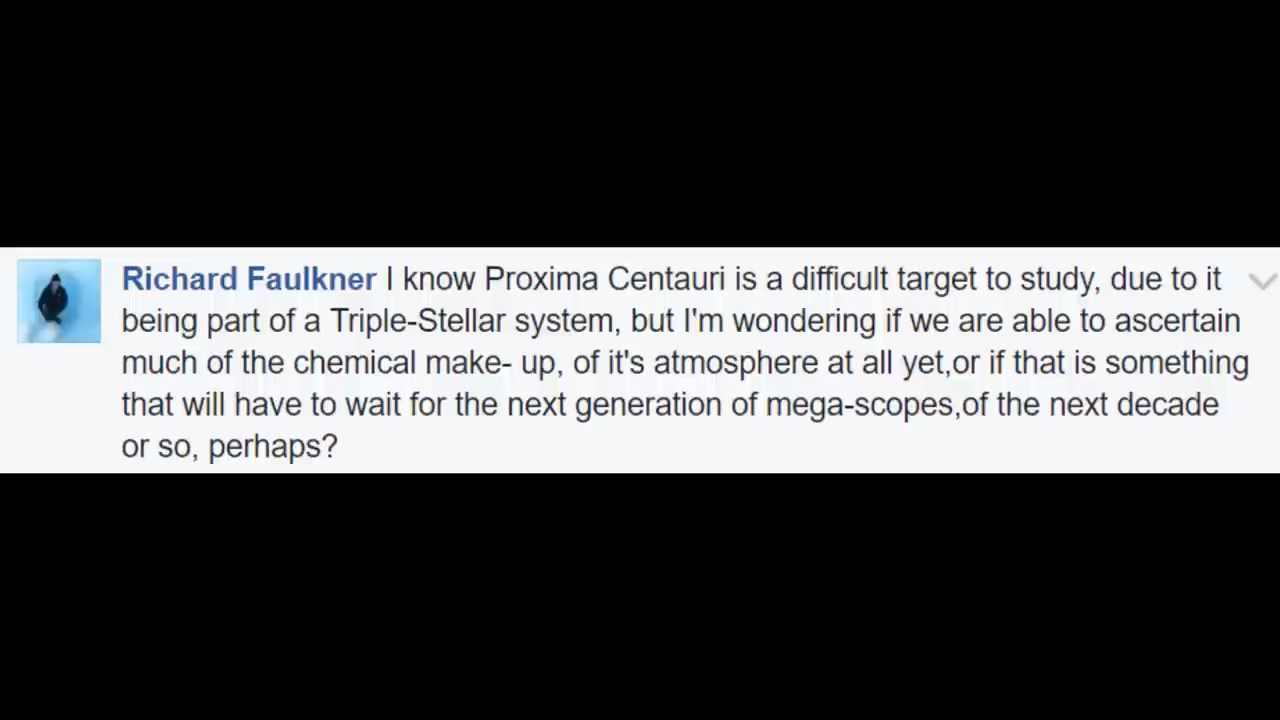 Richard Faulkner I know Proxima Centauri is a difficult target to study, due to it
being part of a Triple-Stellar system, but I'm wondering if we are able to ascertain
much of the chemical make- up, of it's atmosphere at all yet,or if that is something
that will have to wait for the next generation of mega-scopes,of the next decade
or so, perhaps?